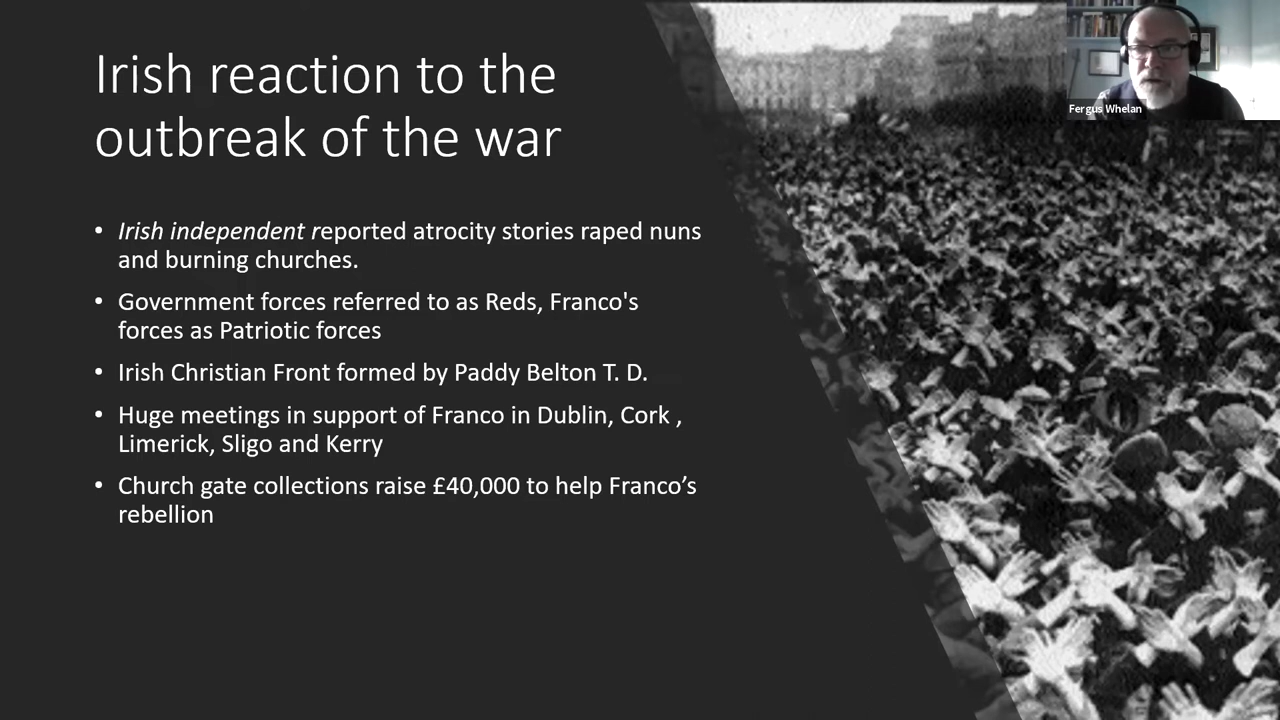 Irish reaction to the
outbreak of the war
• Irish independent reported atrocity stories raped nuns
and burning churches.
• Government forces referred to as Reds, Franco's
forces as Patriotic forces
• Irish Christian Front formed by Paddy Belton T. D.
• Huge meetings in support of Franco in Dublin, Cork ,
Limerick, Sligo and Kerry
• Church gate collections raise £40,000 to help Franco’s
rebellion
Fergus Whelan